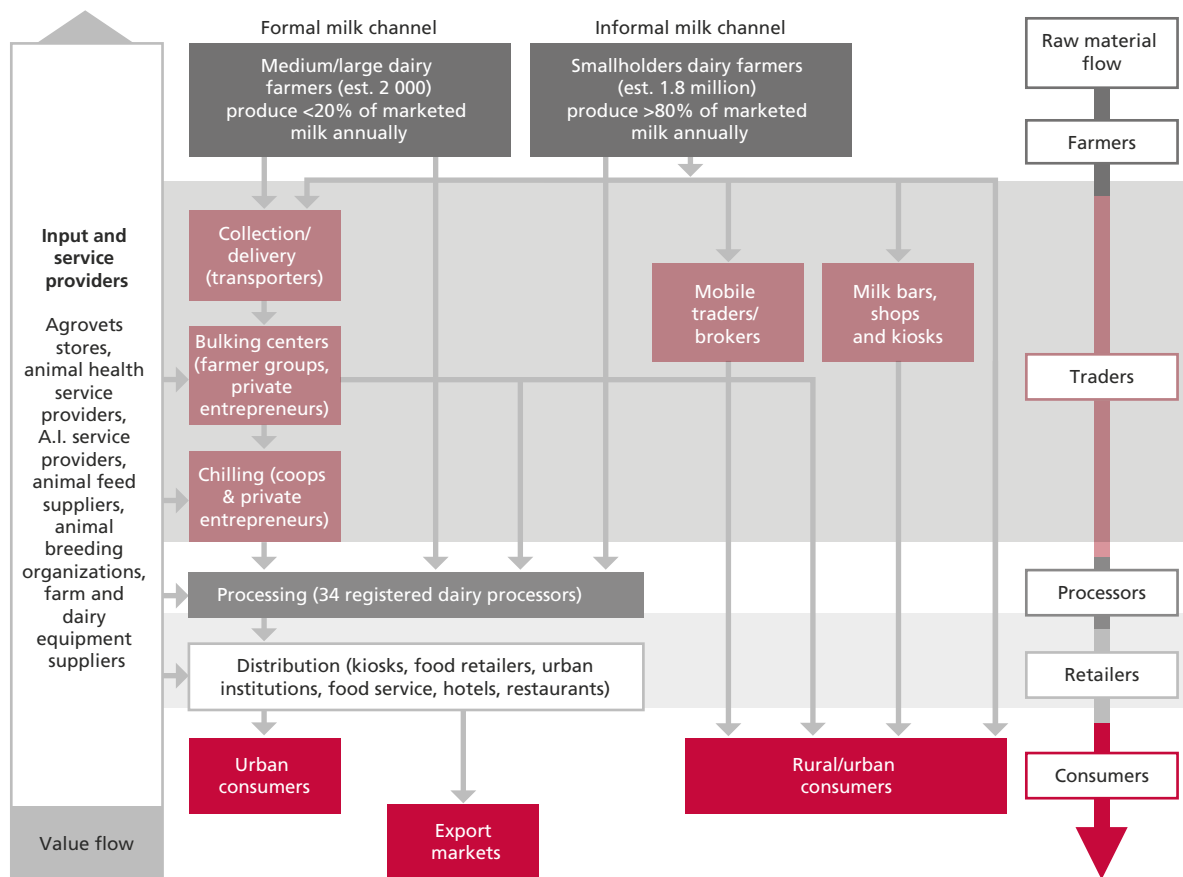 Formal milk channel
Informal milk channel
Medium/large dairy
farmers (est. 2 000)
produce <20% of marketed
milk annually
Smallholders dairy farmers
(est. 1.8 million)
produce >80% of marketed
milk annually
Raw material
flow
Farmers
Input and
service
providers
Agrovets
stores,
animal health
service
providers,
A.I. service
providers,
animal feed
suppliers,
animal
breeding
organizations,
farm and
dairy
equipment
suppliers
Value flow
Collection/
delivery
(transporters)
Bulking centers
(farmer groups,
private
entrepreneurs)
Chilling (coops
& private
entrepreneurs)
Mobile
traders/
brokers
Milk bars,
shops
and kiosks
Traders
Processing (34 registered dairy processors)
Processors
Distribution (kiosks, food retailers, urban
institutions, food service, hotels, restaurants)
Retailers
Urban
consumers
Export
markets
Rural/urban
consumers
Consumers